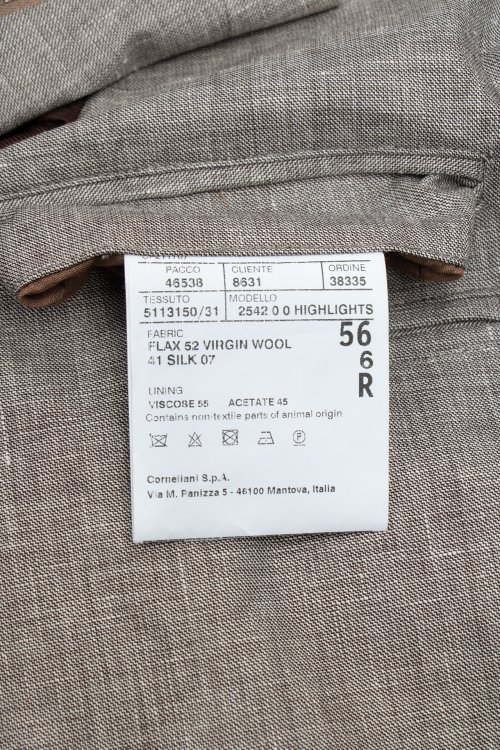 PACCO CLIENTE ORDINE
46538 8631 38335
TESSUTO MODELLO
5113150/31 2542 0 0 HIGHLIGHTS
FABRIC
FLAX 52 VIRGIN WOOL
41 SILK 07
56
6
R
LINING
VISCOSE 55 ACETATE 45
Contains non-textile parts of animal origin
P
Corneliani S.p.A.
Via M. Panizza 5 - 46100 Mantova, Italia